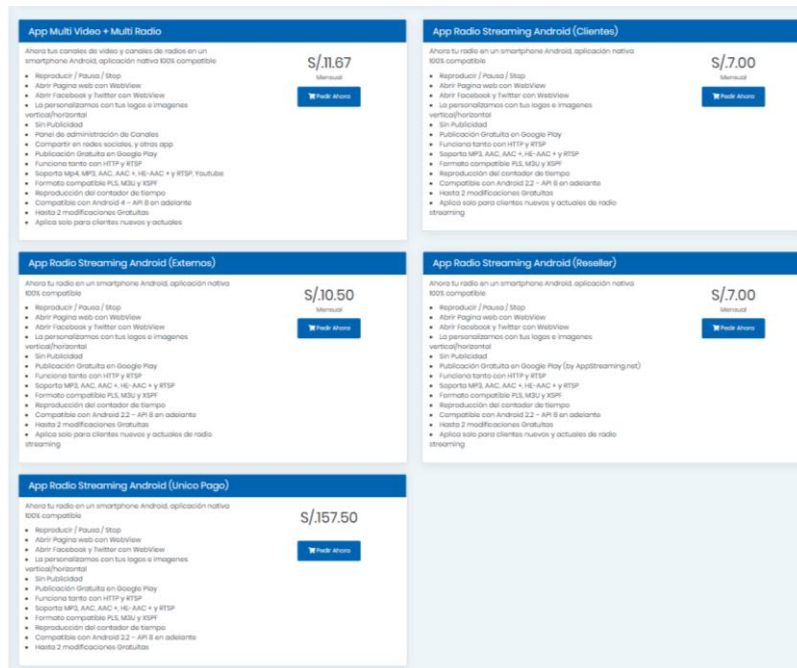 App Multi Video + Multi Radio
Ahora tus canales de video y canales de radios en un
smartphone Android, aplicación nativa 100% compatible
• Reproducir / Pausa / Stop
• Abrir Pagina web con WebView
• Abrir Facebook y Twitter con WebView
• La personalizamos con tus logos e imagenes
vertical/horizontal
• Sin Publicidad
• Panel de administración de Canales
• Compartir en redes sociales, y otras app
• Publicación Gratuita en Google Play
• Funciona tanto con HTTP y RTSP
• Soporta Mp4, MP3, AAC, AAC +, HE-AAC + y RTSP, Youtube
• Formato compatible PLS, M3U y XSPF
• Reproducción del contador de tiempo
• Compatible con Android 4 – API 8 en adelante
• Hasta 2 modificaciones Gratuitas
• Aplica solo para clientes nuevos y actuales
S/.11.67
Mensual
Pedir Ahora
App Radio Streaming Android (Clientes)
Ahora tu radio en un smartphone Android, aplicación nativa
100% compatible
• Reproducir / Pausa / Stop
• Abrir Pagina web con WebView
• Abrir Facebook y Twitter con WebView
• La personalizamos con tus logos e imagenes
vertical/horizontal
• Sin Publicidad
• Publicación Gratuita en Google Play
• Funciona tanto con HTTP y RTSP
• Soporta MP3, AAC, AAC +, HE-AAC + y RTSP
• Formato compatible PLS, M3U y XSPF
• Reproducción del contador de tiempo
• Compatible con Android 2.2 – API 8 en adelante
• Hasta 2 modificaciones Gratuitas
• Aplica solo para clientes nuevos y actuales de radio
streaming
S/.7.00
Mensual
Pedir Ahora
App Radio Streaming Android (Externos)
Ahora tu radio en un smartphone Android, aplicación nativa
100% compatible
• Reproducir / Pausa / Stop
• Abrir Pagina web con WebView
• Abrir Facebook y Twitter con WebView
• La personalizamos con tus logos e imagenes
vertical/horizontal
• Sin Publicidad
• Publicación Gratuita en Google Play
• Funciona tanto con HTTP y RTSP
• Soporta MP3, AAC, AAC +, HE-AAC + y RTSP
• Formato compatible PLS, M3U y XSPF
• Reproducción del contador de tiempo
• Compatible con Android 2.2 – API 8 en adelante
• Hasta 2 modificaciones Gratuitas
• Aplica solo para clientes nuevos y actuales de radio
streaming
S/.10.50
Mensual
Pedir Ahora
App Radio Streaming Android (Reseller)
Ahora tu radio en un smartphone Android, aplicación nativa
100% compatible
• Reproducir / Pausa / Stop
• Abrir Pagina web con WebView
• Abrir Facebook y Twitter con WebView
• La personalizamos con tus logos e imagenes
vertical/horizontal
• Sin Publicidad
• Publicación Gratuita en Google Play (by AppStreaming.net)
• Funciona tanto con HTTP y RTSP
• Soporta MP3, AAC, AAC +, HE-AAC + y RTSP
• Formato compatible PLS, M3U y XSPF
• Reproducción del contador de tiempo
• Compatible con Android 2.2 – API 8 en adelante
• Hasta 2 modificaciones Gratuitas
• Aplica solo para clientes nuevos y actuales de radio
streaming
S/.7.00
Mensual
Pedir Ahora
App Radio Streaming Android (Unico Pago)
Ahora tu radio en un smartphone Android, aplicación nativa
100% compatible
• Reproducir / Pausa / Stop
• Abrir Pagina web con WebView
• Abrir Facebook y Twitter con WebView
• La personalizamos con tus logos e imagenes
vertical/horizontal
• Sin Publicidad
• Publicación Gratuita en Google Play
• Funciona tanto con HTTP y RTSP
• Soporta MP3, AAC, AAC +, HE-AAC + y RTSP
• Formato compatible PLS, M3U y XSPF
• Reproducción del contador de tiempo
• Compatible con Android 2.2 – API 8 en adelante
• Hasta 2 modificaciones Gratuitas
S/.157.50
Pedir Ahora